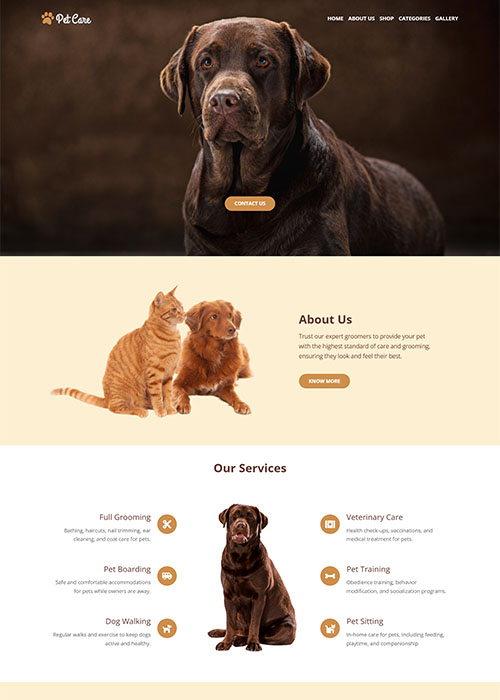 Pet Care
HOME ABOUT US SHOP CATEGORIES GALLERY
CONTACT US
About Us
Trust our expert groomers to provide your pet
with the highest standard of care and grooming,
ensuring they look and feel their best.
KNOW MORE
Our Services
Full Grooming
Bathing, haircuts, nail trimming, ear
cleaning, and coat care for pets.
Pet Boarding
Safe and comfortable accommodations
for pets while owners are away.
Dog Walking
Regular walks and exercise to keep dogs
active and healthy.
Veterinary Care
Health check-ups, vaccinations, and
medical treatment for pets.
Pet Training
Obedience training, behavior
modification, and socialization programs.
Pet Sitting
In-home care for pets, including feeding,
playtime, and companionship.